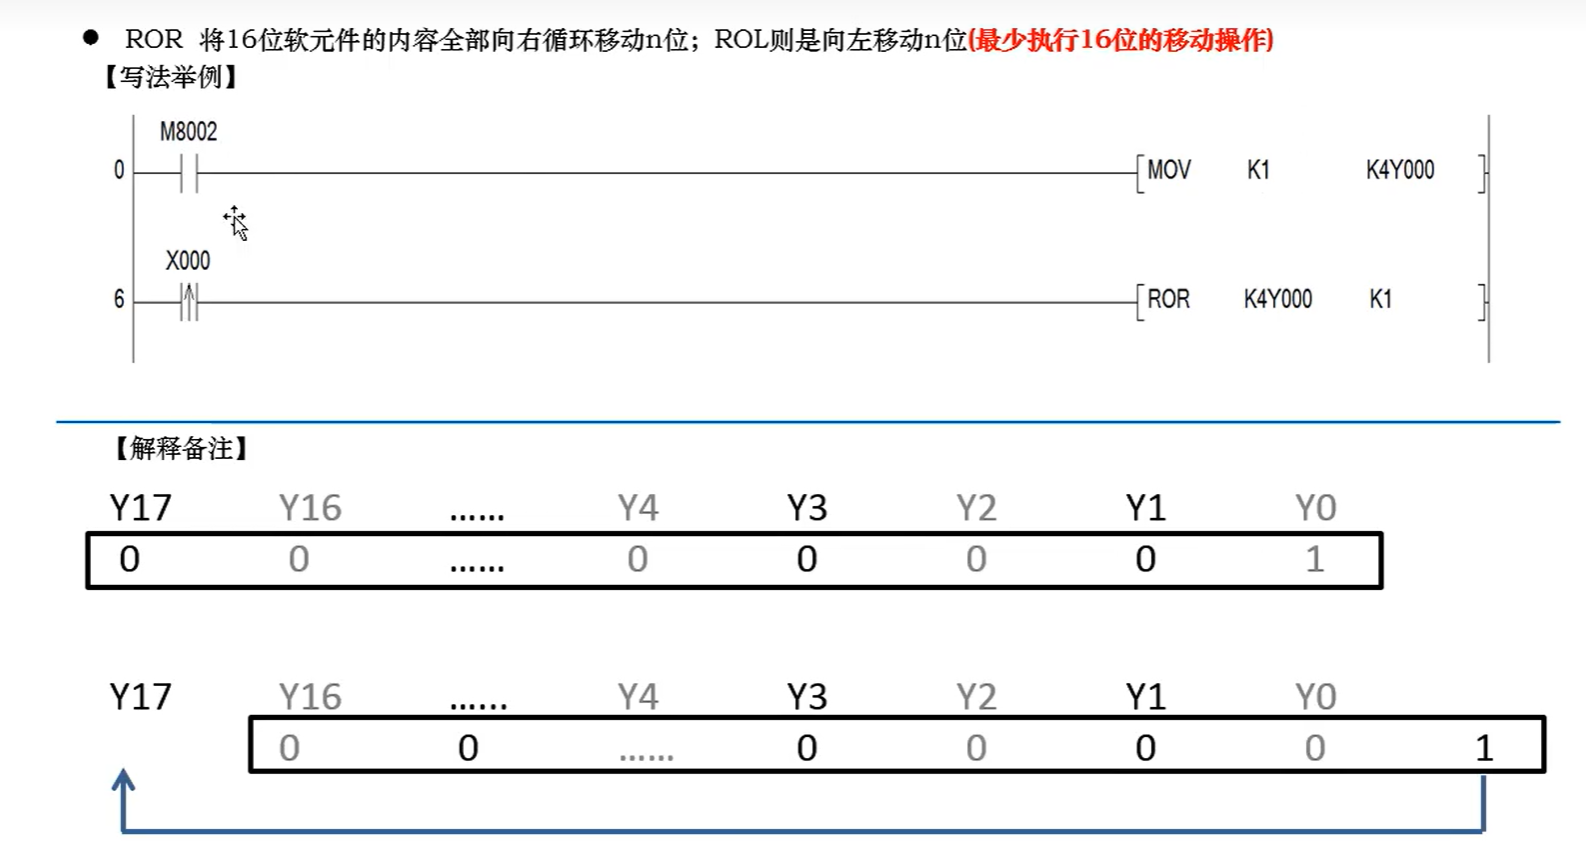 ● ROR 将16位软元件的内容全部向右循环移动n位；ROL则是向左移动n位(最少执行16位的移动操作)
【写法举例】
M8002
0 MOV K1 K4Y000
X000
6 ROR K4Y000 K1
【解释备注】
Y17 Y16 …… Y4 Y3 Y2 Y1 Y0
0 0 …… 0 0 0 0 1
Y17 Y16 …… Y4 Y3 Y2 Y1 Y0
0 0 …… 0 0 0 0 1